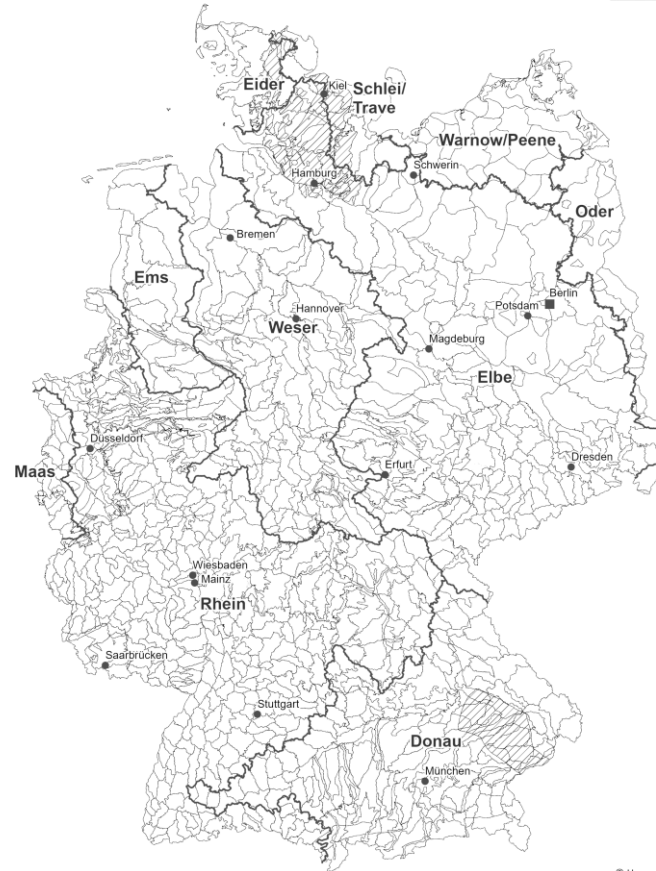 Eider
Kiel
Schlei/
Trave
Warnow/Peene
Schwerin
Hamburg
Oder
Bremen
Ems
Berlin
Potsdam
Hannover
Weser
Magdeburg
Elbe
Düsseldorf
Maas
Erfurt
Dresden
Wiesbaden
Mainz
Rhein
Saarbrücken
Stuttgart
Donau
München